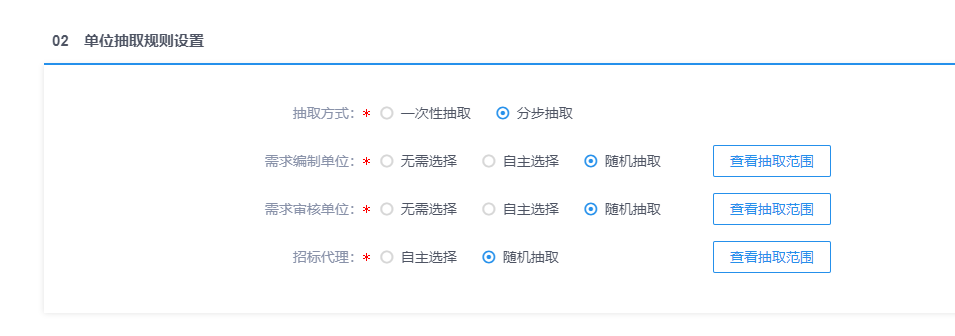 02 单位抽取规则设置
抽取方式：* 一次性抽取 分步抽取
需求编制单位：* 无需选择 自主选择 随机抽取 查看抽取范围
需求审核单位：* 无需选择 自主选择 随机抽取 查看抽取范围
招标代理：* 自主选择 随机抽取 查看抽取范围